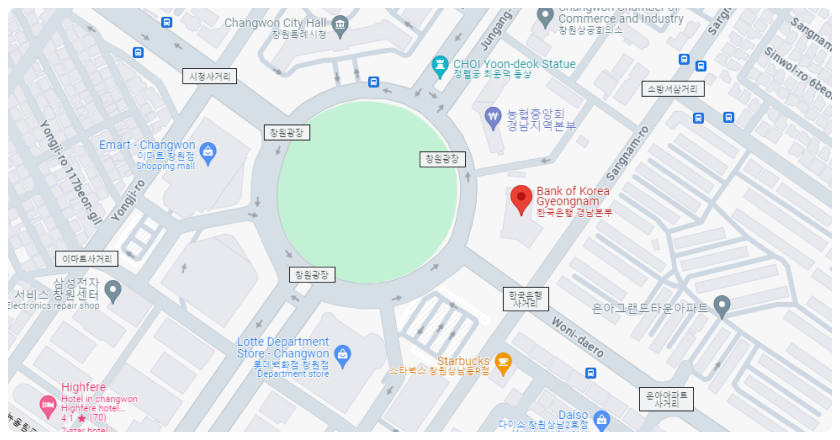 Changwon City Hall
창원특례시청
Changwon Chamber of
Commerce and Industry
창원상공회의소
Jungang-
Sangnam-ro
Sinwol-ro 6beon
시청사거리
CHOI Yoon-deok Statue
정렬공 최윤덕 동상
소방서삼거리
농협중앙회
경남지역본부
창원광장
창원광장
Emart - Changwon
이마트 창원점
Shopping mall
Yongji-ro 117beon-gil
Yongji-ro
Sangnam-ro
Bank of Korea
Gyeongnam
한국은행 경남본부
이마트사거리
창원광장
삼성전자
서비스 창원센터
Electronics repair shop
한국은행
사거리
은아그랜드타운아파트
Woni-daero
Lotte Department
Store - Changwon
롯데백화점 창원점
Department store
Starbucks
스타벅스 창원상남동R점
Highfere
Hotel in changwon
Highfere hotel...
4.1 ★ (70)
2-star hotel
은아아파트
사거리
Daiso
다이소 창원상남2호점